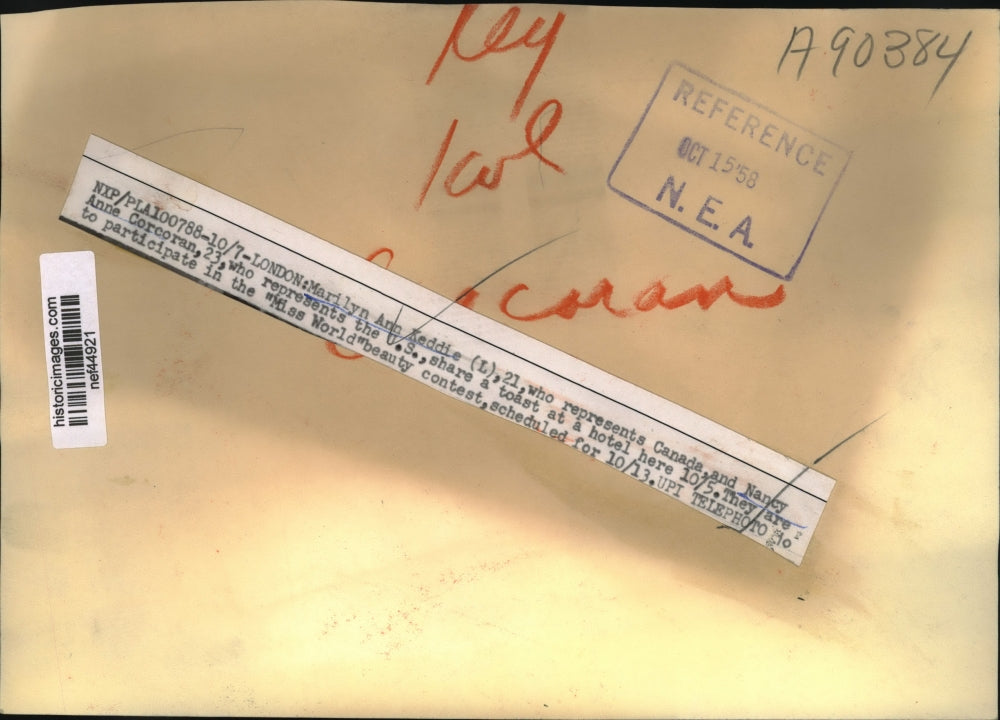 A90384
REFERENCE
OCT 15 '58
N. E. A.
NXP/PLA100788-10/7-LONDON:Marilyn Ann Keddie (L),21,who represents Canada,and Nancy
Anne Corcoran,23,who represents the U.S.,share a toast at a hotel here 10/5.They are
to participate in the "Miss World"beauty contest,scheduled for 10/13.UPI TELEPHOTO jo
Corcoran
historicimages.com
nef44921